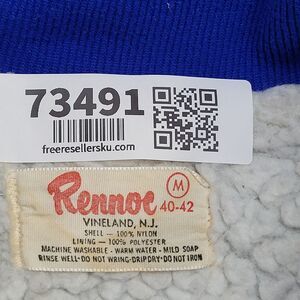 73491
freeresellersku.com
Rennoc
M
40-42
VINELAND, N.J.
SHELL — 100% NYLON
LINING — 100% POLYESTER
MACHINE WASHABLE - WARM WATER - MILD SOAP
RINSE WELL - DO NOT WRING - DRIP DRY - DO NOT IRON